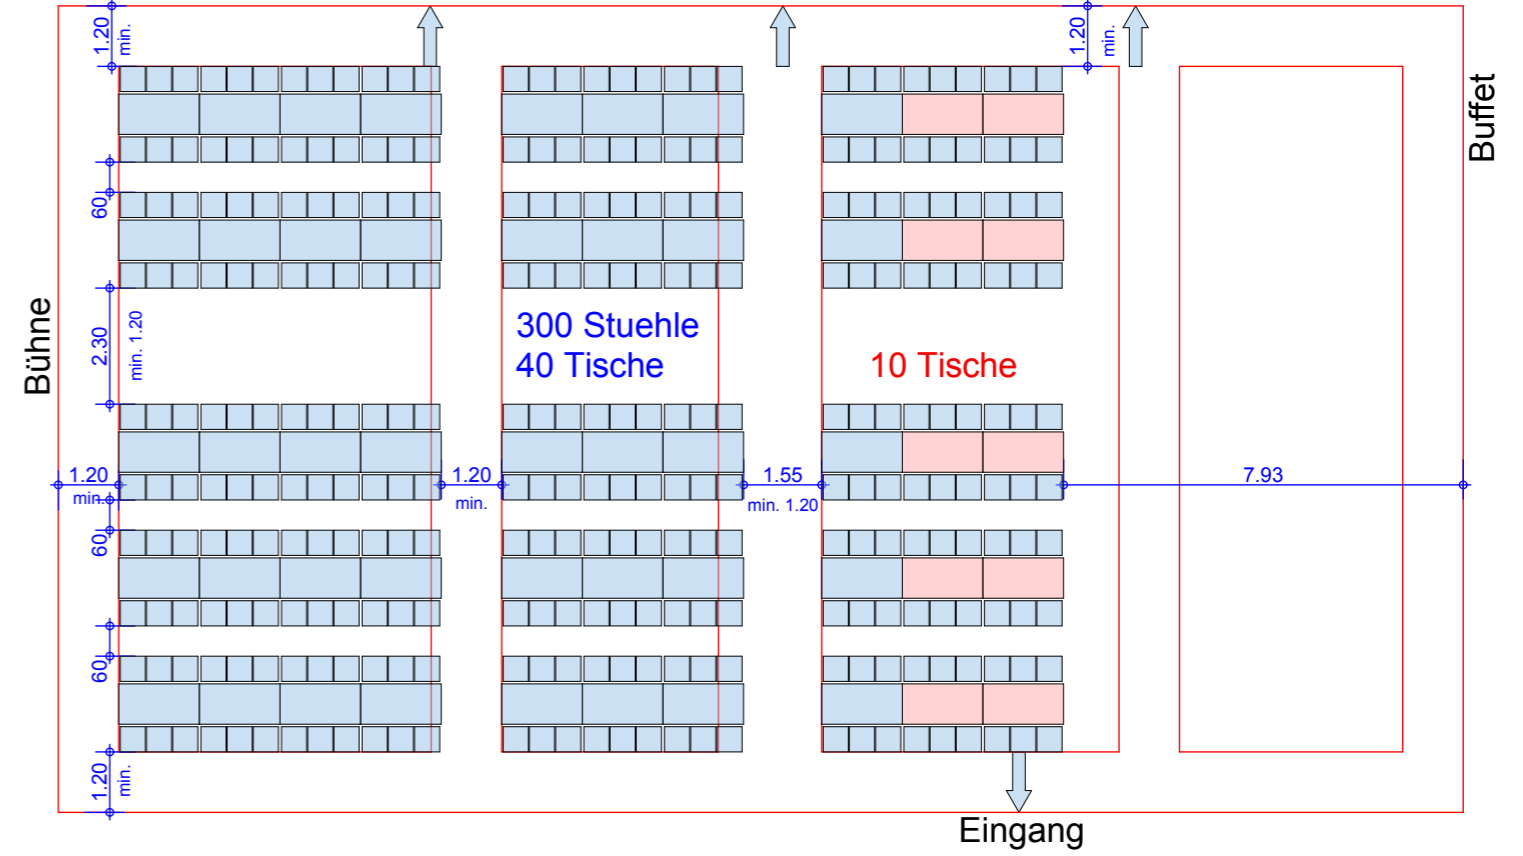 1.20
min.
1.20
min.
Buffet
60
300 Stuehle
40 Tische
10 Tische
Bühne
2.30
min. 1.20
1.20
min.
1.20
min.
1.55
min. 1.20
7.93
60
60
1.20
min.
Eingang